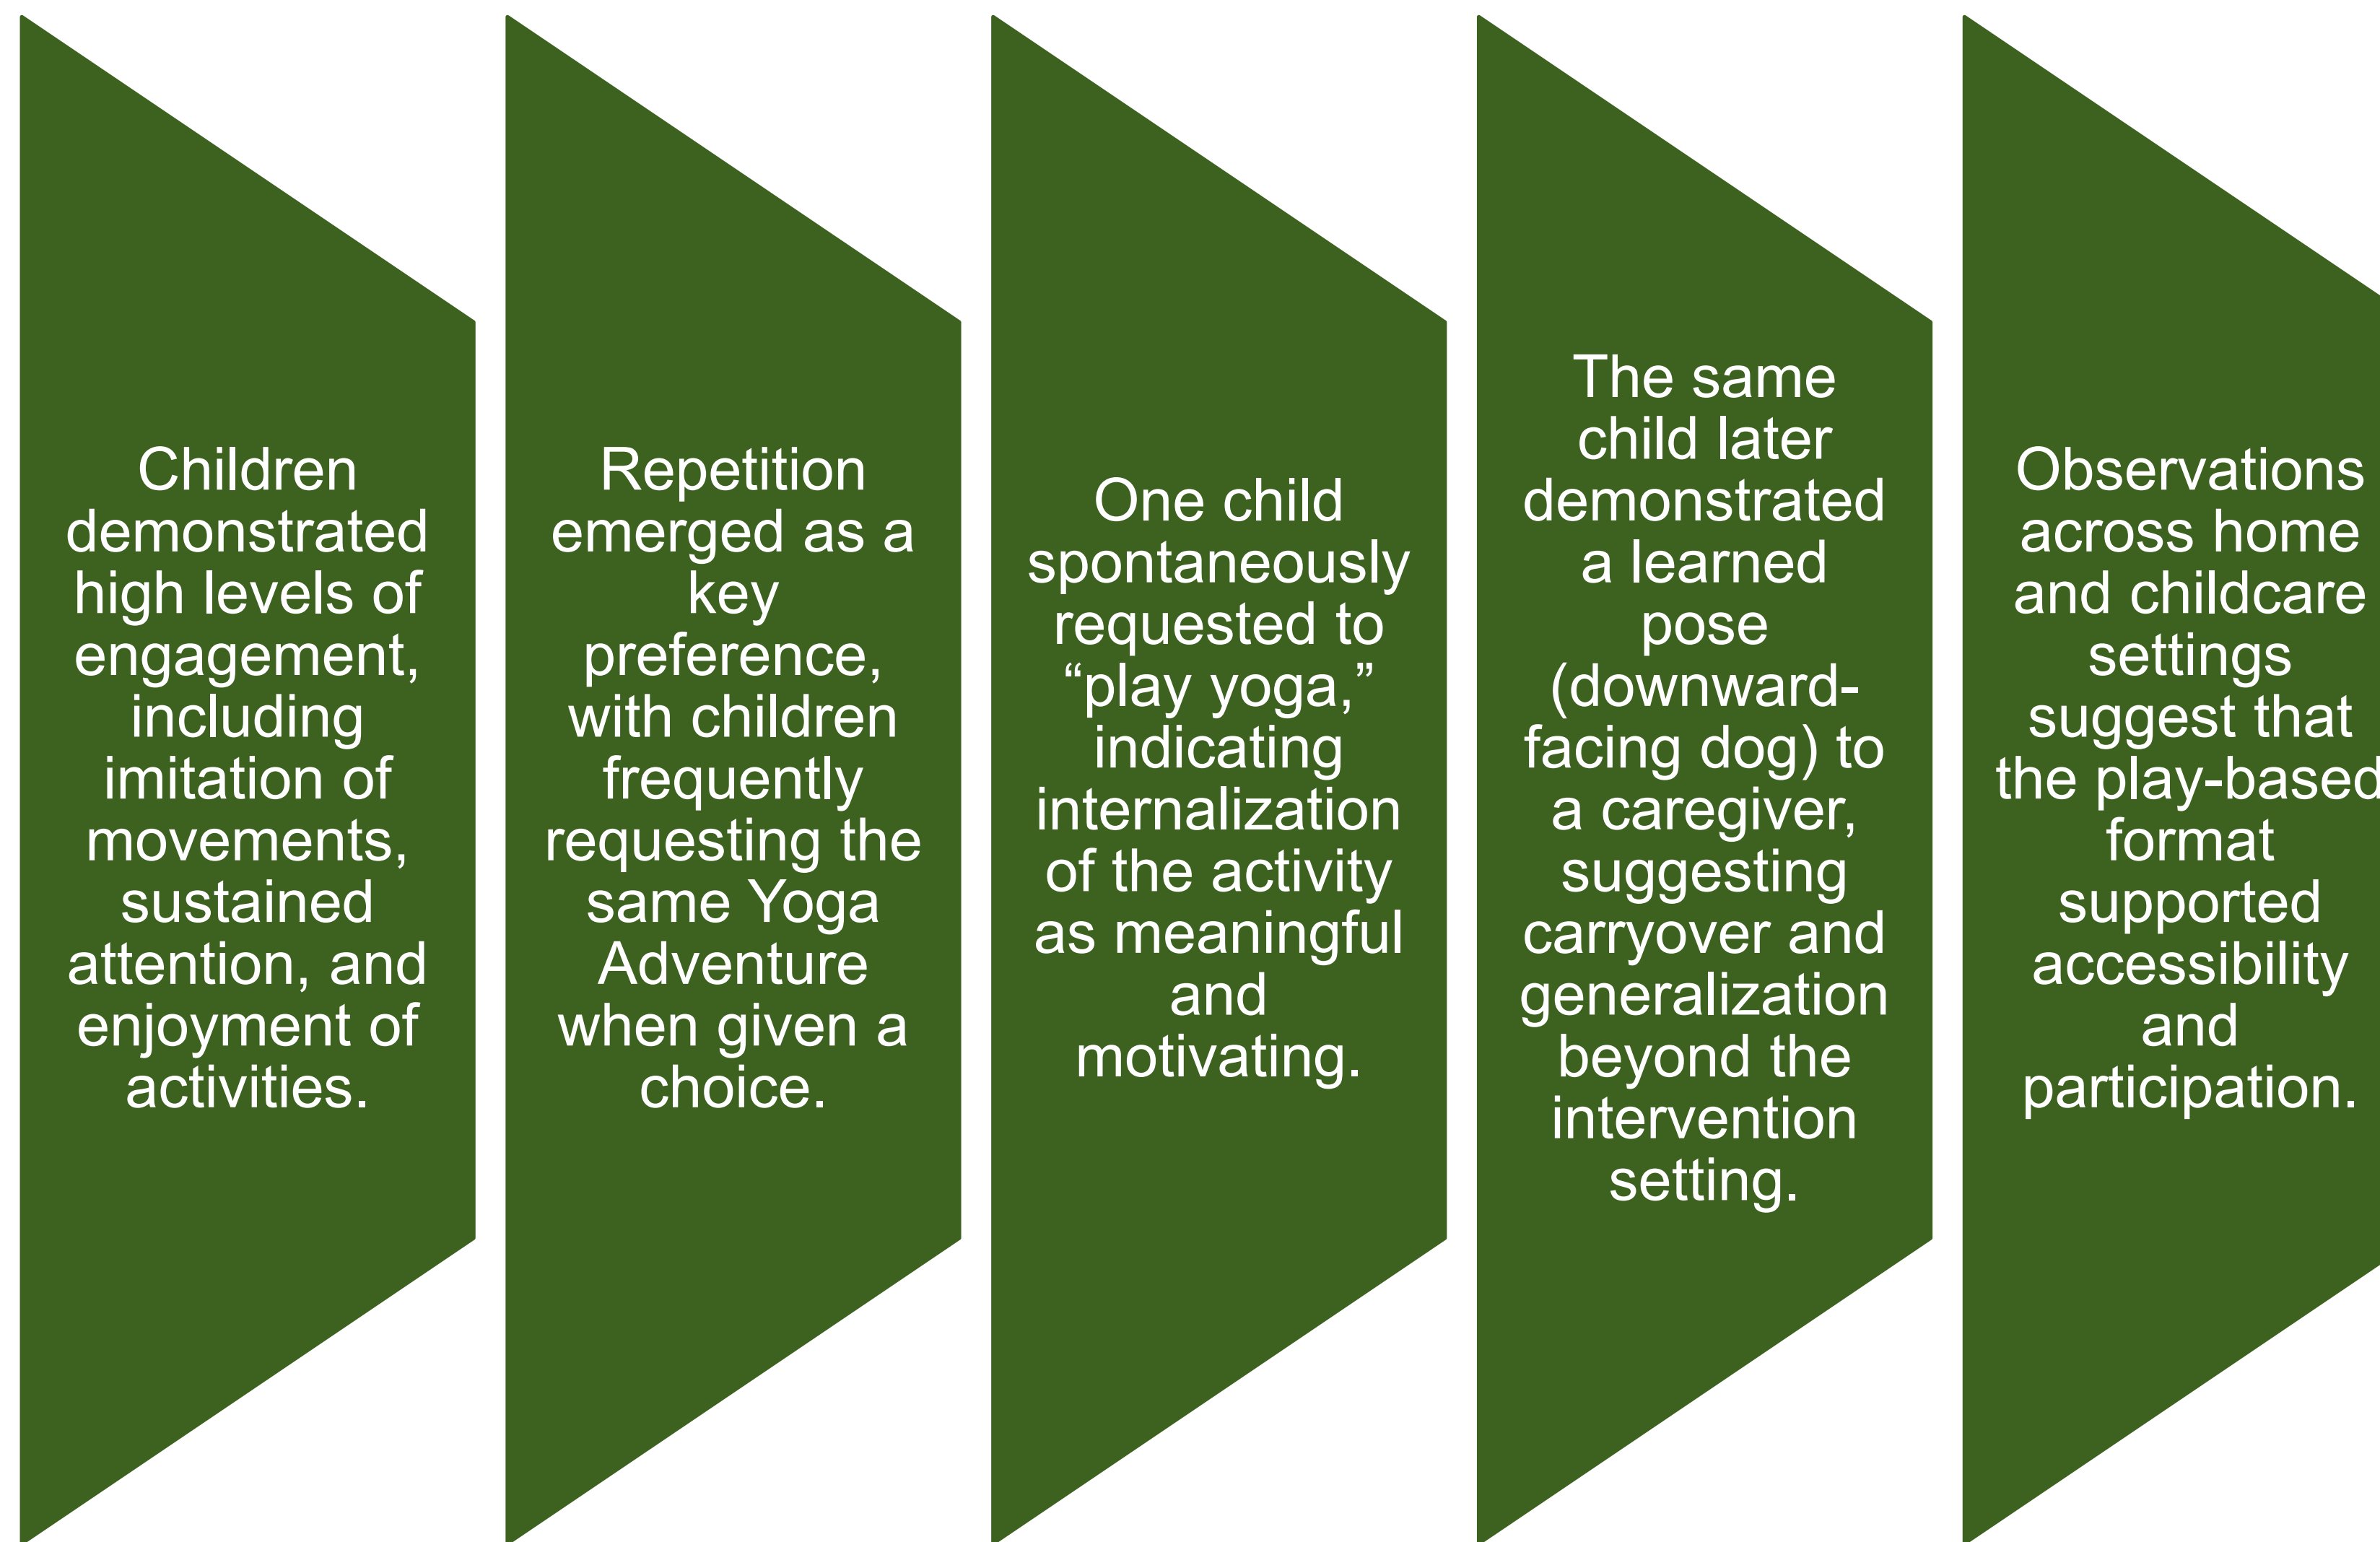 Children
demonstrated
high levels of
engagement,
including
imitation of
movements,
sustained
attention, and
enjoyment of
activities.
Repetition
emerged as a
key
preference,
with children
frequently
requesting the
same Yoga
Adventure
when given a
choice.
One child
spontaneously
requested to
“play yoga,”
indicating
internalization
of the activity
as meaningful
and
motivating.
The same
child later
demonstrated
a learned
pose
(downward-
facing dog) to
a caregiver,
suggesting
carryover and
generalization
beyond the
intervention
setting.
Observations
across home
and childcare
settings
suggest that
the play-based
format
supported
accessibility
and
participation.